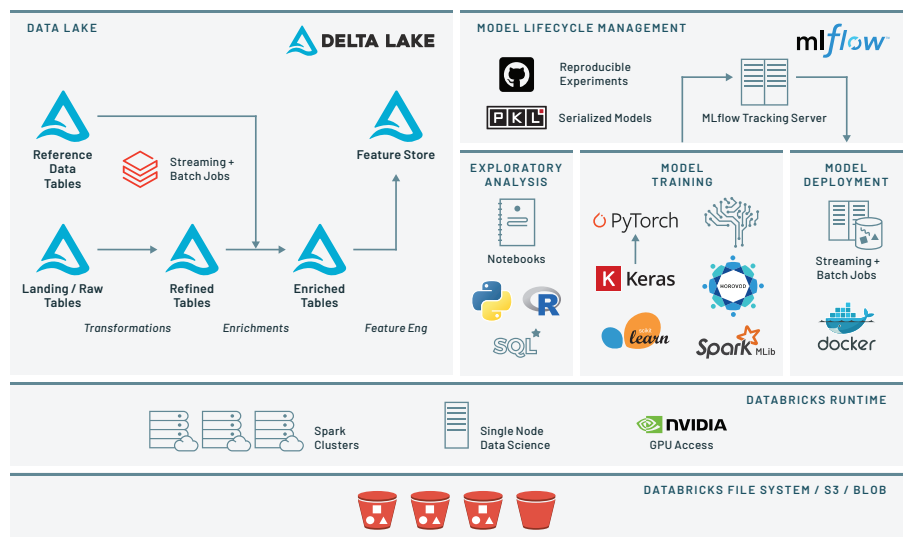 DATA LAKE
DELTA LAKE
Reference
Data
Tables
Streaming +
Batch Jobs
Feature Store
Landing / Raw
Tables
Refined
Tables
Enriched
Tables
Transformations
Enrichments
Feature Eng
MODEL LIFECYCLE MANAGEMENT
mlflow™
Reproducible
Experiments
PKL
Serialized Models
MLflow Tracking Server
EXPLORATORY
ANALYSIS
Notebooks
R
SQL
MODEL
TRAINING
PyTorch
K Keras
HOROVOD
scikit
learn
Spark MLib
MODEL
DEPLOYMENT
Streaming +
Batch Jobs
docker
DATABRICKS RUNTIME
Spark
Clusters
Single Node
Data Science
NVIDIA
GPU Access
DATABRICKS FILE SYSTEM / S3 / BLOB